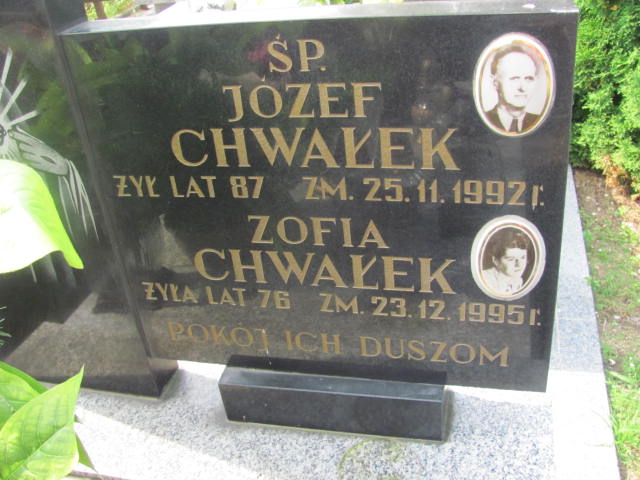 ŚP.
JÓZEF
CHWAŁEK
ŻYŁ LAT 87 ZM. 25.11.1992 r.
ZOFIA
CHWAŁEK
ŻYŁA LAT 76 ZM. 23.12.1995 r.
POKÓJ ICH DUSZOM